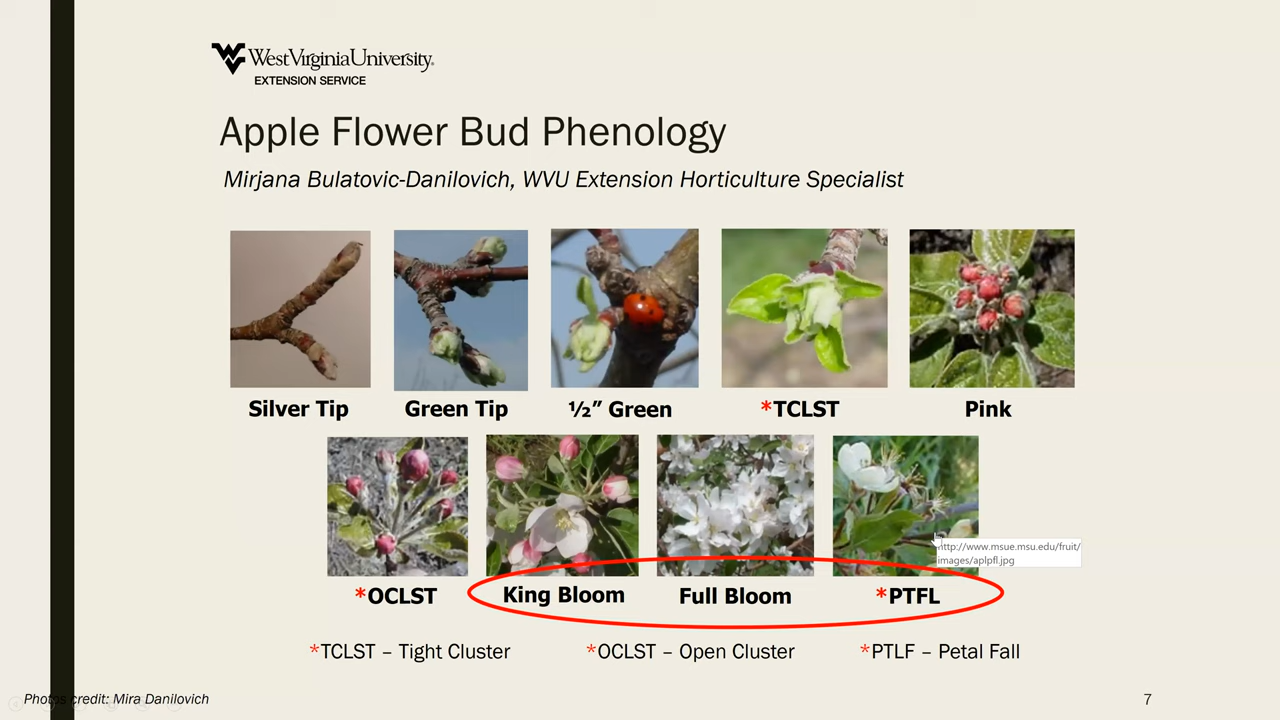 West Virginia University.
EXTENSION SERVICE
Apple Flower Bud Phenology
Mirjana Bulatovic-Danilovich, WVU Extension Horticulture Specialist
Silver Tip
Green Tip
½” Green
*TCLST
Pink
http://www.msue.msu.edu/fruit/
images/aplpfl.jpg
*OCLST
King Bloom
Full Bloom
*PTFL
*TCLST – Tight Cluster
*OCLST – Open Cluster
*PTLF – Petal Fall
Photos credit: Mira Danilovich
7